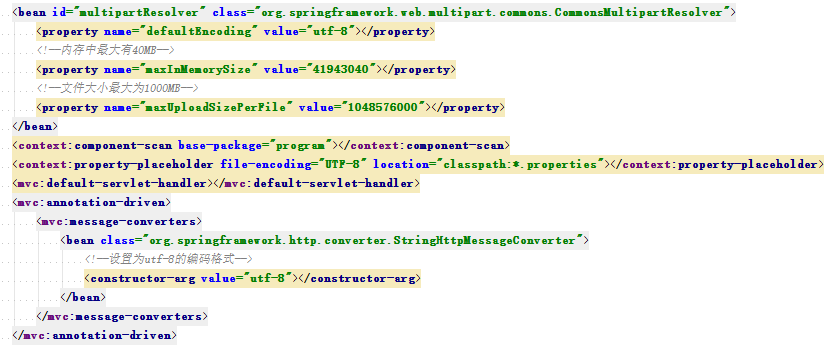 <bean id="multipartResolver" class="org.springframework.web.multipart.commons.CommonsMultipartResolver">
<property name="defaultEncoding" value="utf-8"></property>
<!--内存中最大有40MB-->
<property name="maxInMemorySize" value="41943040"></property>
<!--文件大小最大为1000MB-->
<property name="maxUploadSizePerFile" value="1048576000"></property>
</bean>
<context:component-scan base-package="program"></context:component-scan>
<context:property-placeholder file-encoding="UTF-8" location="classpath:*.properties"></context:property-placeholder>
<mvc:default-servlet-handler></mvc:default-servlet-handler>
<mvc:annotation-driven>
<mvc:message-converters>
<bean class="org.springframework.http.converter.StringHttpMessageConverter">
<!--设置为utf-8的编码格式-->
<constructor-arg value="utf-8"></constructor-arg>
</bean>
</mvc:message-converters>
</mvc:annotation-driven>